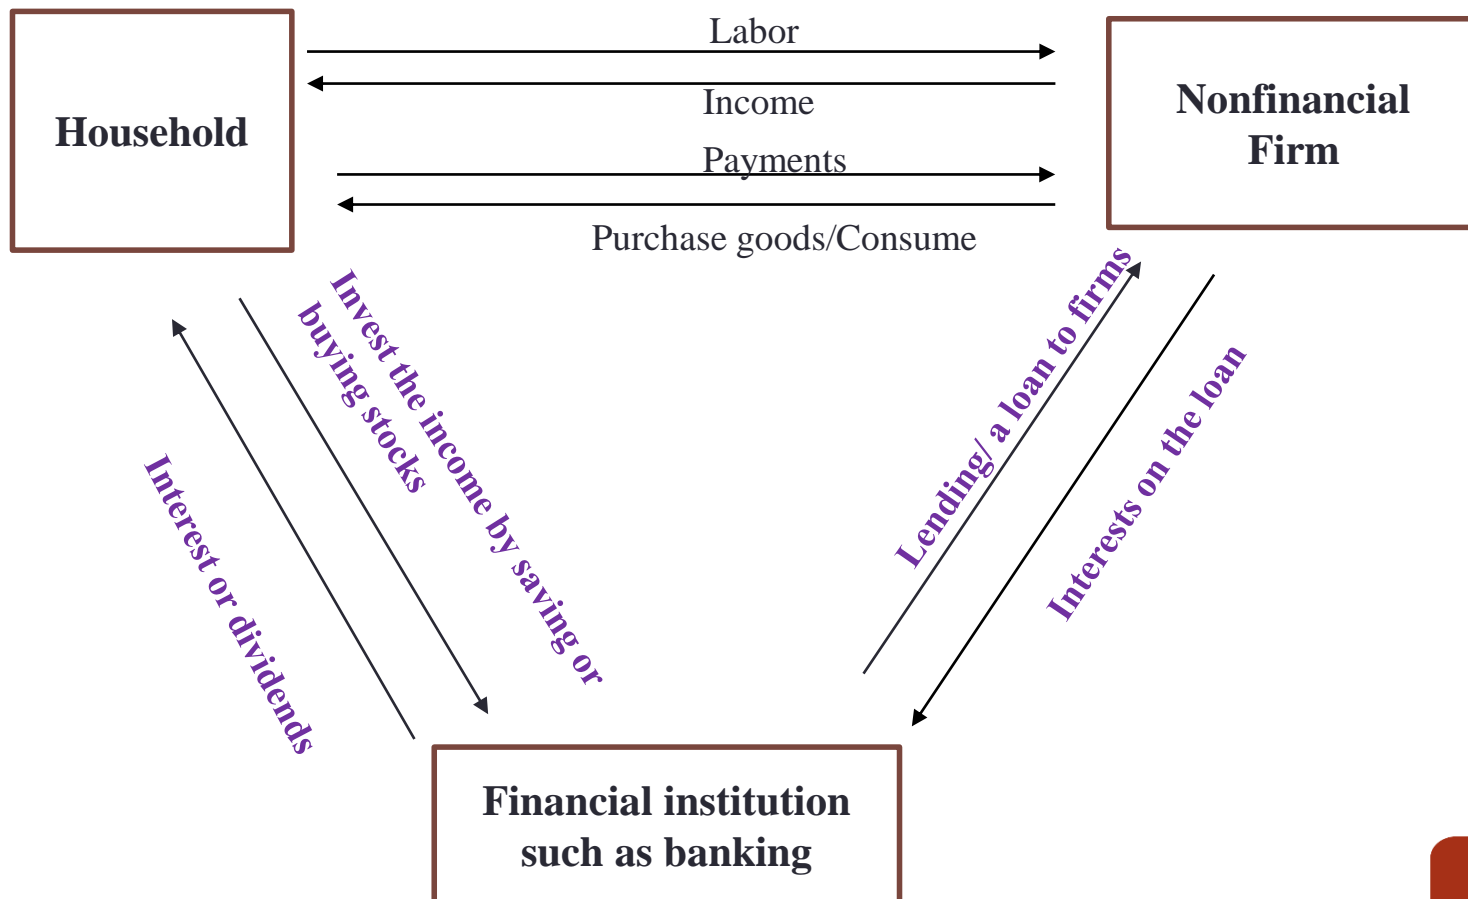 Labor
Household
Nonfinancial
Firm
Income
Payments
Purchase goods/Consume
Invest the income by saving or
buying stocks
Interest or dividends
Lending/ a loan to firms
Interests on the loan
Financial institution
such as banking